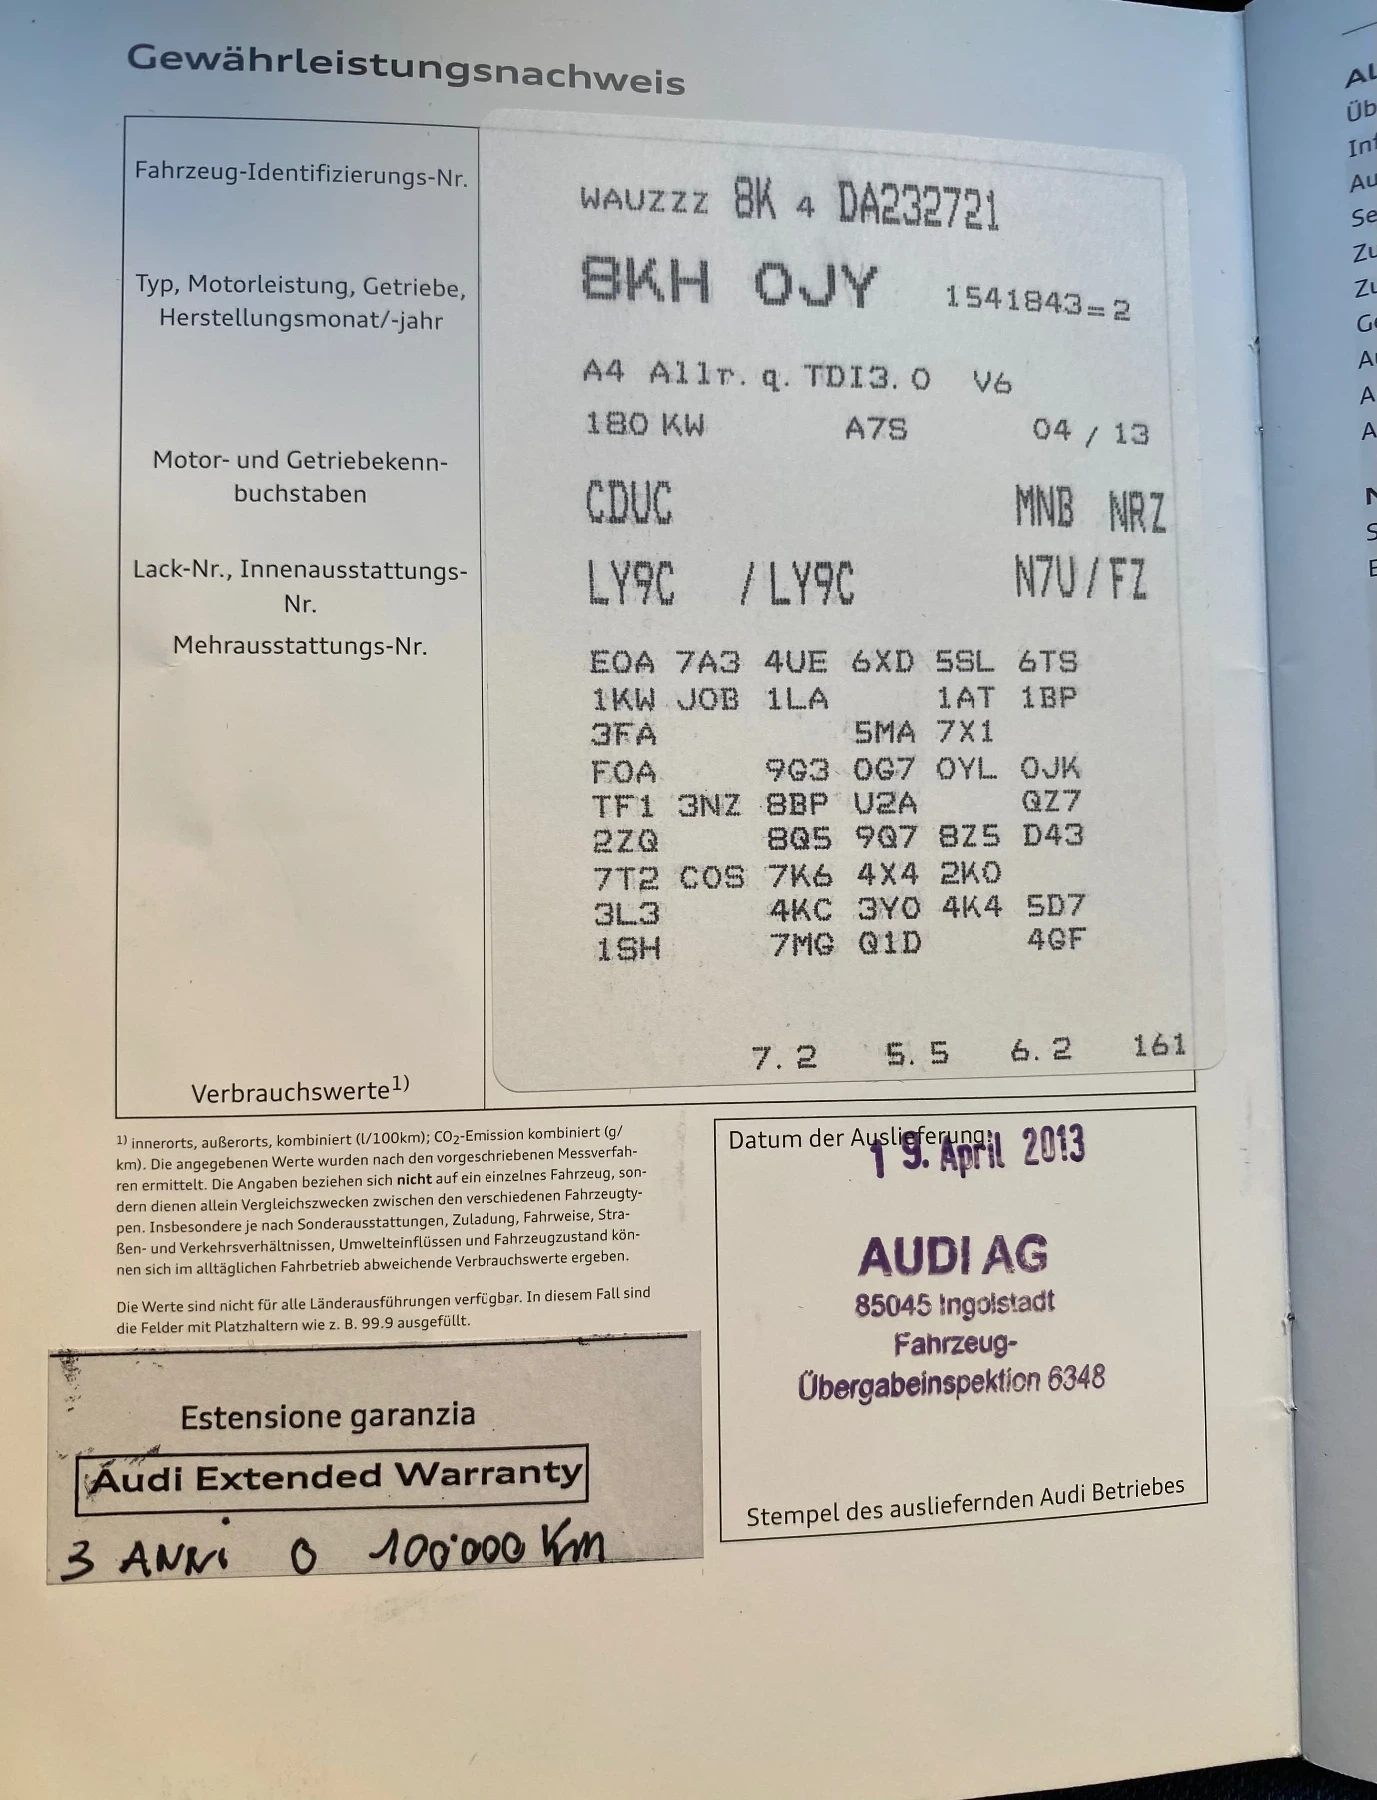 Gewährleistungsnachweis
Fahrzeug-Identifizierungs-Nr.
WAUZZZ 8K 4 DA232721
8KH 0JY 1541843=2
Typ, Motorleistung, Getriebe,
Herstellungsmonat/-jahr
A4 Allr. q. TDI3.0 V6
180 KW A7S 04 / 13
Motor- und Getriebekenn-
buchstaben
CDUC MNB NRZ
Lack-Nr., Innenausstattungs-
Nr.
LY9C / LY9C N7U / FZ
Mehrausstattungs-Nr.
E0A 7A3 4UE 6XD 5SL 6TS
1KW J0B 1LA 1AT 1BP
3FA 5MA 7X1
F0A 9G3 0G7 0YL 0JK
TF1 3NZ 8BP U2A QZ7
2ZQ 8Q5 9Q7 8Z5 D43
7T2 C0S 7K6 4X4 2K0
3L3 4KC 3Y0 4K4 5D7
1SH 7MG Q1D 4GF
7.2 5.5 6.2 161
Verbrauchswerte1)
1) innerorts, außerorts, kombiniert (l/100km); CO2-Emission kombiniert (g/
km). Die angegebenen Werte wurden nach den vorgeschriebenen Messverfah-
ren ermittelt. Die Angaben beziehen sich nicht auf ein einzelnes Fahrzeug, son-
dern dienen allein Vergleichszwecken zwischen den verschiedenen Fahrzeugty-
pen. Insbesondere je nach Sonderausstattungen, Zuladung, Fahrweise, Stra-
ßen- und Verkehrsverhältnissen, Umwelteinflüssen und Fahrzeugzustand kön-
nen sich im alltäglichen Fahrbetrieb abweichende Verbrauchswerte ergeben.
Die Werte sind nicht für alle Länderausführungen verfügbar. In diesem Fall sind
die Felder mit Platzhaltern wie z. B. 99.9 ausgefüllt.
Datum der Auslieferung:
19. April 2013
AUDI AG
85045 Ingolstadt
Fahrzeug-
Übergabeinspektion 6348
Stempel des ausliefernden Audi Betriebes
Estensione garanzia
Audi Extended Warranty
3 ANNi O 100'000 Km